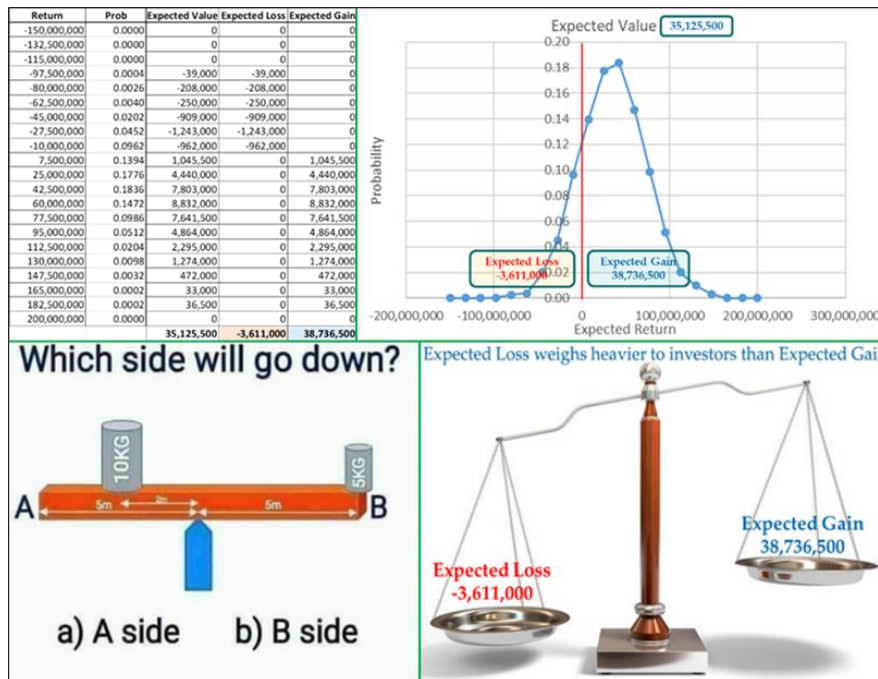 Return Prob Expected Value Expected Loss Expected Gain
-150,000,000 0.0000 0 0 0
-132,500,000 0.0000 0 0 0
-115,000,000 0.0000 0 0 0
-97,500,000 0.0004 -39,000 -39,000 0
-80,000,000 0.0026 -208,000 -208,000 0
-62,500,000 0.0040 -250,000 -250,000 0
-45,000,000 0.0202 -909,000 -909,000 0
-27,500,000 0.0452 -1,243,000 -1,243,000 0
-10,000,000 0.0962 -962,000 -962,000 0
7,500,000 0.1394 1,045,500 0 1,045,500
25,000,000 0.1776 4,440,000 0 4,440,000
42,500,000 0.1836 7,803,000 0 7,803,000
60,000,000 0.1472 8,832,000 0 8,832,000
77,500,000 0.0986 7,641,500 0 7,641,500
95,000,000 0.0512 4,864,000 0 4,864,000
112,500,000 0.0204 2,295,000 0 2,295,000
130,000,000 0.0098 1,274,000 0 1,274,000
147,500,000 0.0032 472,000 0 472,000
165,000,000 0.0002 33,000 0 33,000
182,500,000 0.0002 36,500 0 36,500
200,000,000 0.0000 0 0 0
35,125,500 -3,611,000 38,736,500
Expected Value 35,125,500
0.20
0.18
0.16
0.14
0.12
0.10
0.08
0.06
0.04
0.02
0.00
Probability
Expected Loss
-3,611,000
Expected Gain
38,736,500
-200,000,000 -100,000,000 0 100,000,000 200,000,000 300,000,000
Expected Return
Which side will go down?
10KG
5KG
A 5m 2m 5m B
a) A side b) B side
Expected Loss weighs heavier to investors than Expected Gai
Expected Gain
38,736,500
Expected Loss
-3,611,000